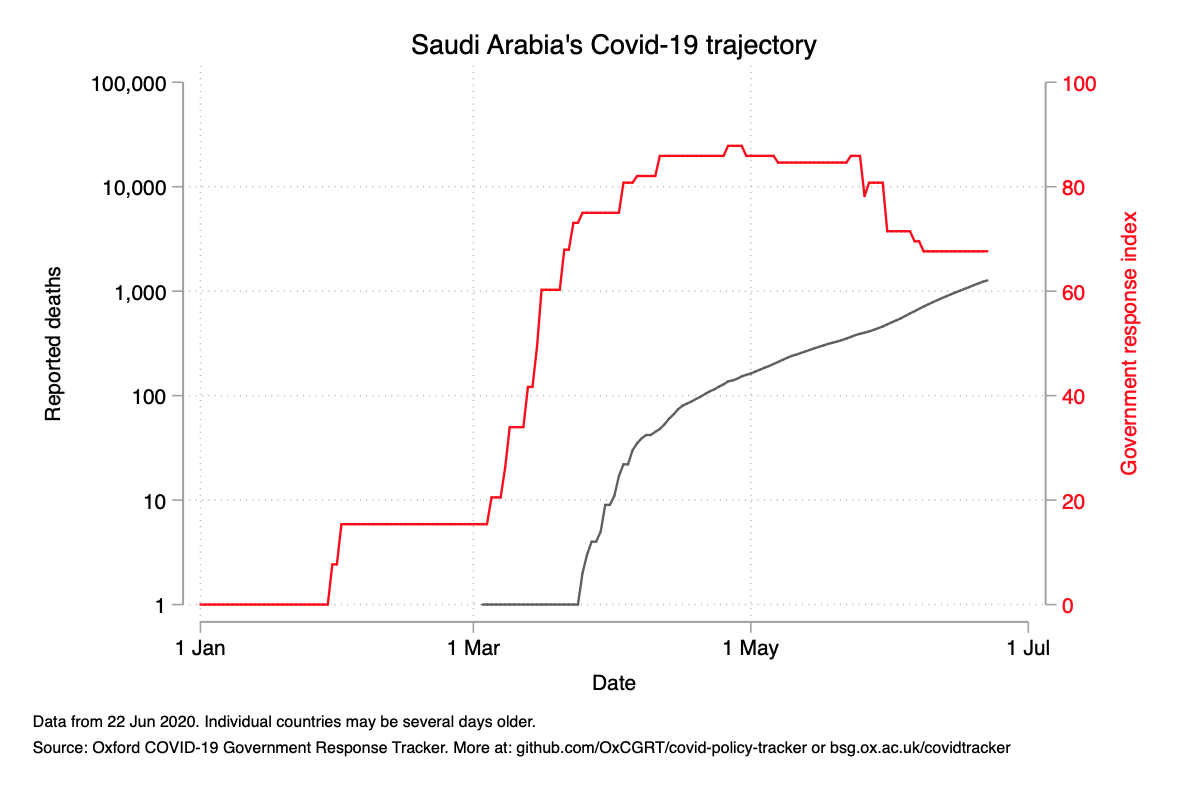 Saudi Arabia's Covid-19 trajectory
100,000
10,000
1,000
100
10
1
Reported deaths
100
80
60
40
20
0
Government response index
1 Jan
1 Mar
1 May
1 Jul
Date
Data from 22 Jun 2020. Individual countries may be several days older.
Source: Oxford COVID-19 Government Response Tracker. More at: github.com/OxCGRT/covid-policy-tracker or bsg.ox.ac.uk/covidtracker